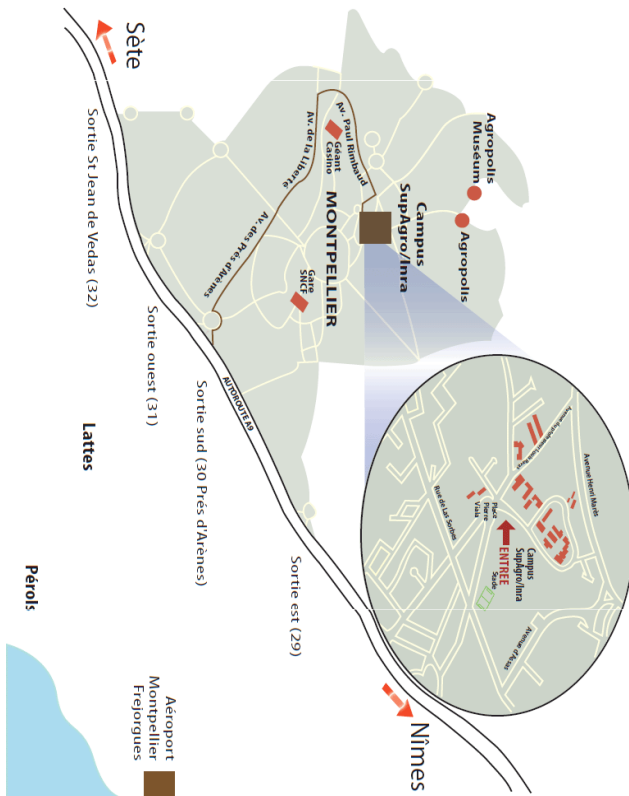 Sète
Nîmes
Agropolis
Muséum
Agropolis
Campus
SupAgro/Inra
Av. Paul Rimbaud
Géant
Casino
Av. de la Liberté
MONTPELLIER
Av. des Prés d'Arènes
Gare
SNCF
AUTOROUTE A9
Sortie St Jean de Vedas (32)
Sortie ouest (31)
Sortie sud (30 Prés d'Arènes)
Sortie est (29)
Lattes
Pérols
Aéroport
Montpellier
Frejorgues
Avenue Henri Marès
Place
Pierre
Viala
Rue de Las Sorbes
Campus
SupAgro/Inra
ENTREE
Stade
Avenue d'Assas